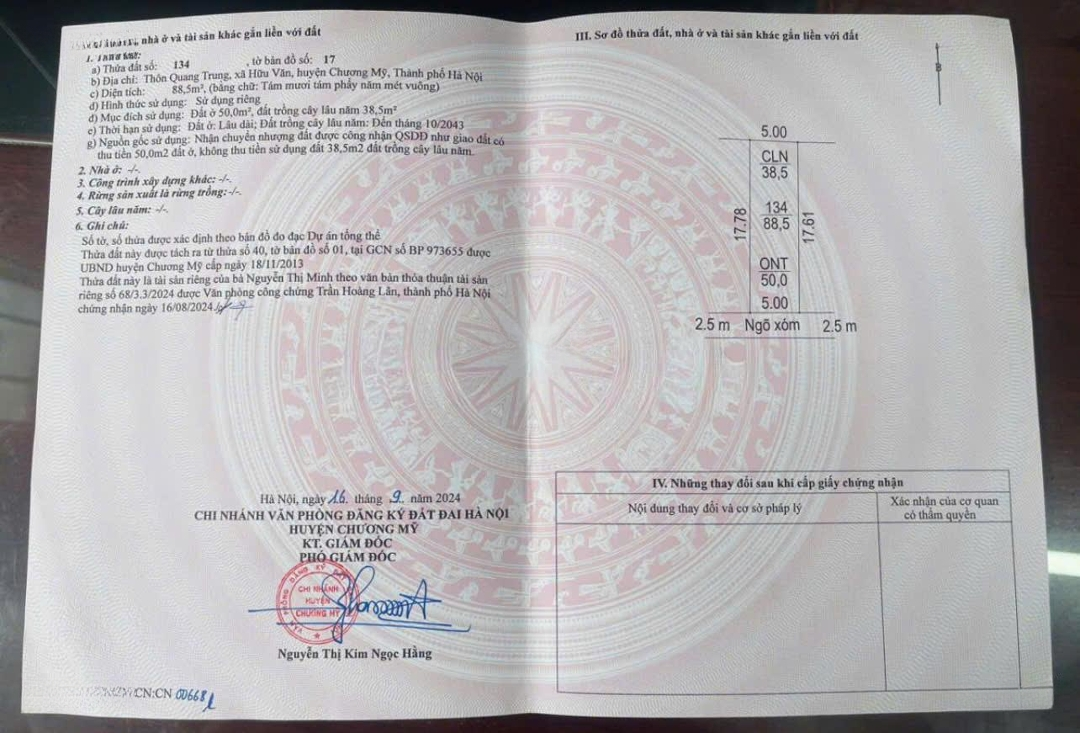 nhà ở và tài sản khác gắn liền với đất
1. Thửa đất:
a) Thửa đất số: 134 , tờ bản đồ số: 17
b) Địa chỉ: Thôn Quang Trung, xã Hữu Văn, huyện Chương Mỹ, Thành phố Hà Nội
c) Diện tích: 88,5m², (bằng chữ: Tám mươi tám phẩy năm mét vuông)
d) Hình thức sử dụng: Sử dụng riêng
đ) Mục đích sử dụng: Đất ở 50,0m², đất trồng cây lâu năm 38,5m²
e) Thời hạn sử dụng: Đất ở: Lâu dài; Đất trồng cây lâu năm: Đến tháng 10/2043
g) Nguồn gốc sử dụng: Nhận chuyển nhượng đất được công nhận QSDĐ như giao đất có
thu tiền 50,0m2 đất ở, không thu tiền sử dụng đất 38,5m2 đất trồng cây lâu năm.
2. Nhà ở: -/-.
3. Công trình xây dựng khác: -/-.
4. Rừng sản xuất là rừng trồng:-/-.
5. Cây lâu năm: -/-.
6. Ghi chú:
Số tờ, số thửa được xác định theo bản đồ đo đạc Dự án tổng thể
Thửa đất này được tách ra từ thửa số 40, tờ bản đồ số 01, tại GCN số BP 973655 được
UBND huyện Chương Mỹ cấp ngày 18/11/2013
Thửa đất này là tài sản riêng của bà Nguyễn Thị Minh theo văn bản thỏa thuận tài sản
riêng số 68/3.3/2024 được Văn phòng công chứng Trần Hoàng Lân, thành phố Hà Nội
chứng nhận ngày 16/08/2024
Hà Nội, ngày 16 tháng 9 năm 2024
CHI NHÁNH VĂN PHÒNG ĐĂNG KÝ ĐẤT ĐAI HÀ NỘI
HUYỆN CHƯƠNG MỸ
KT. GIÁM ĐỐC
PHÓ GIÁM ĐỐC
CHI NHÁNH
HUYỆN
CHƯƠNG MỸ
Nguyễn Thị Kim Ngọc Hằng
CN:CN 00668
III. Sơ đồ thửa đất, nhà ở và tài sản khác gắn liền với đất
B
5.00
CLN
38,5
17.78
134
88,5
17.61
ONT
50,0
5.00
2.5 m Ngõ xóm 2.5 m
IV. Những thay đổi sau khi cấp giấy chứng nhận
Nội dung thay đổi và cơ sở pháp lý
Xác nhận của cơ quan
có thẩm quyền